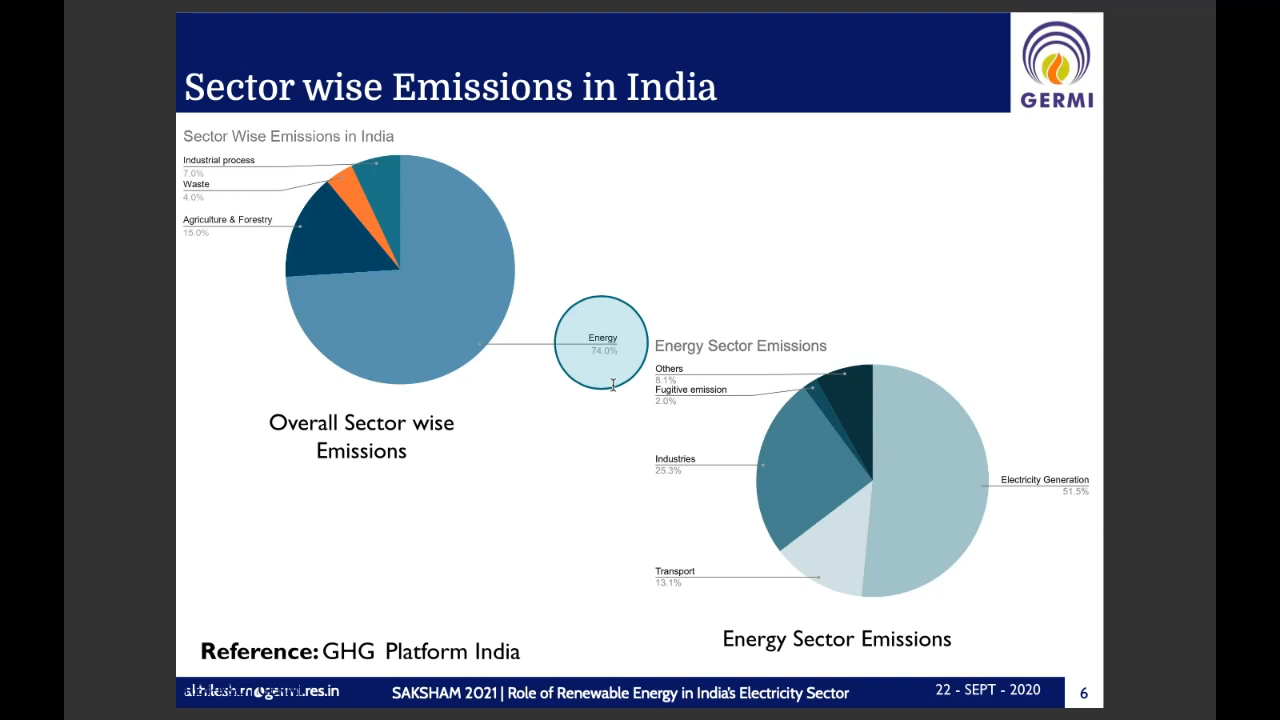 Sector wise Emissions in India
GERMI
Sector Wise Emissions in India
Industrial process
7.0%
Waste
4.0%
Agriculture & Forestry
15.0%
Energy
74.0%
Overall Sector wise
Emissions
Energy Sector Emissions
Others
8.1%
Fugitive emission
2.0%
Industries
25.3%
Electricity Generation
51.5%
Transport
13.1%
Energy Sector Emissions
Reference: GHG Platform India
SAKSHAM 2021 | Role of Renewable Energy in India's Electricity Sector
22 - SEPT - 2020
6